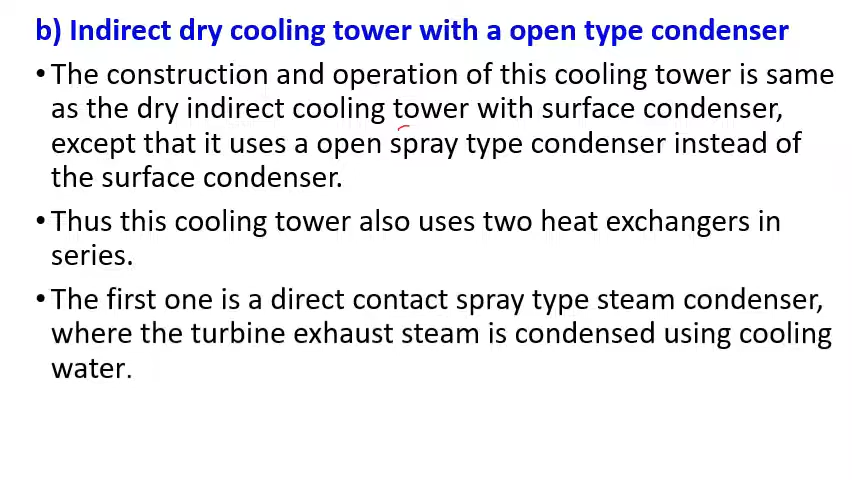 b) Indirect dry cooling tower with a open type condenser
• The construction and operation of this cooling tower is same
as the dry indirect cooling tower with surface condenser,
except that it uses a open spray type condenser instead of
the surface condenser.
• Thus this cooling tower also uses two heat exchangers in
series.
• The first one is a direct contact spray type steam condenser,
where the turbine exhaust steam is condensed using cooling
water.